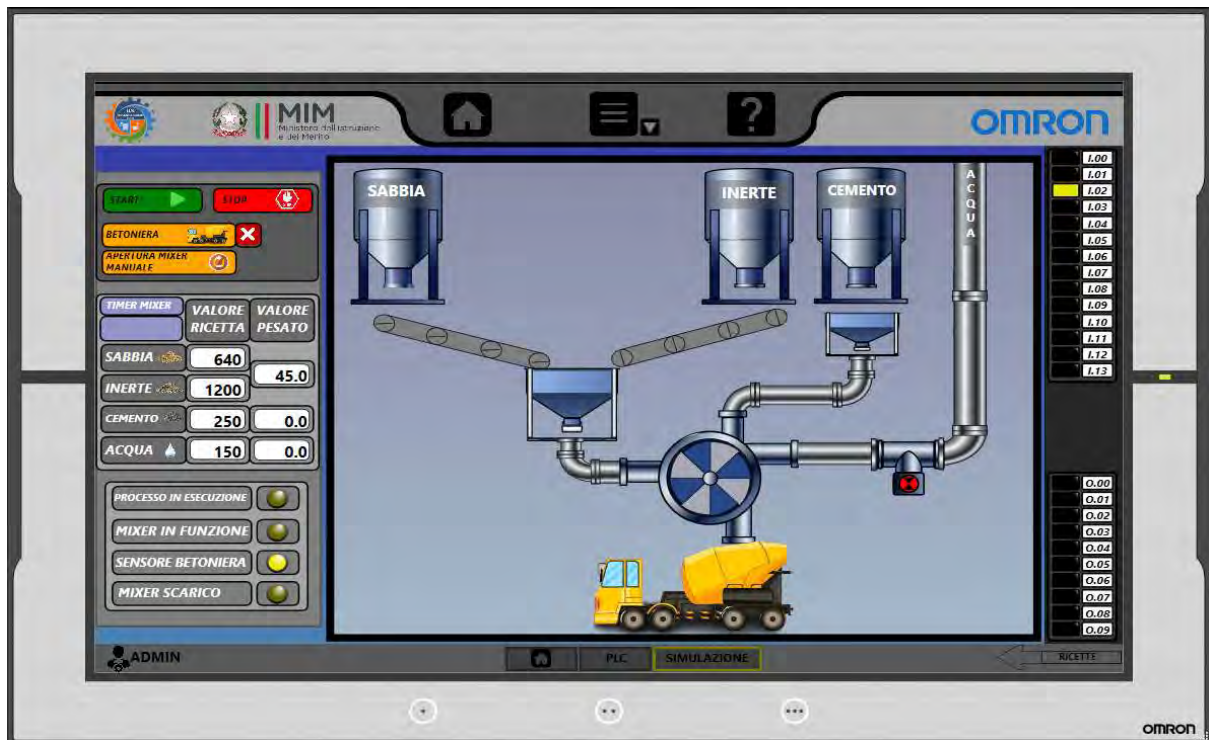 MIM
Ministero dell'Istruzione
e del Merito
?
OMRON
START
STOP
BETONIERA
APERTURA MIXER
MANUALE
TIMER MIXER
VALORE
RICETTA
VALORE
PESATO
SABBIA
640
45.0
INERTE
1200
CEMENTO
250
0.0
ACQUA
150
0.0
PROCESSO IN ESECUZIONE
MIXER IN FUNZIONE
SENSORE BETONIERA
MIXER SCARICO
SABBIA
INERTE
CEMENTO
ACQUA
I.00
I.01
I.02
I.03
I.04
I.05
I.06
I.07
I.08
I.09
I.10
I.11
I.12
I.13
O.00
O.01
O.02
O.03
O.04
O.05
O.06
O.07
O.08
O.09
ADMIN
PLC
SIMULAZIONE
RICETTE
OMRON